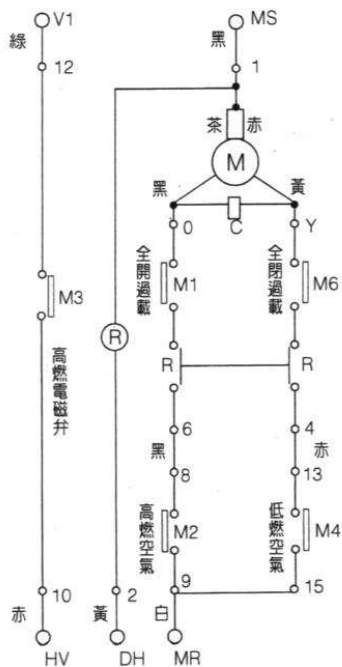 V1
MS
綠
黑
12
1
茶
赤
M
黑
黃
0
C
Y
全開過載
M1
全閉過載
M6
M3
高燃電磁弁
R
R
R
6
4
黑
赤
8
13
高燃空氣
M2
低燃空氣
M4
10
2
9
15
赤
黃
白
HV
DH
MR